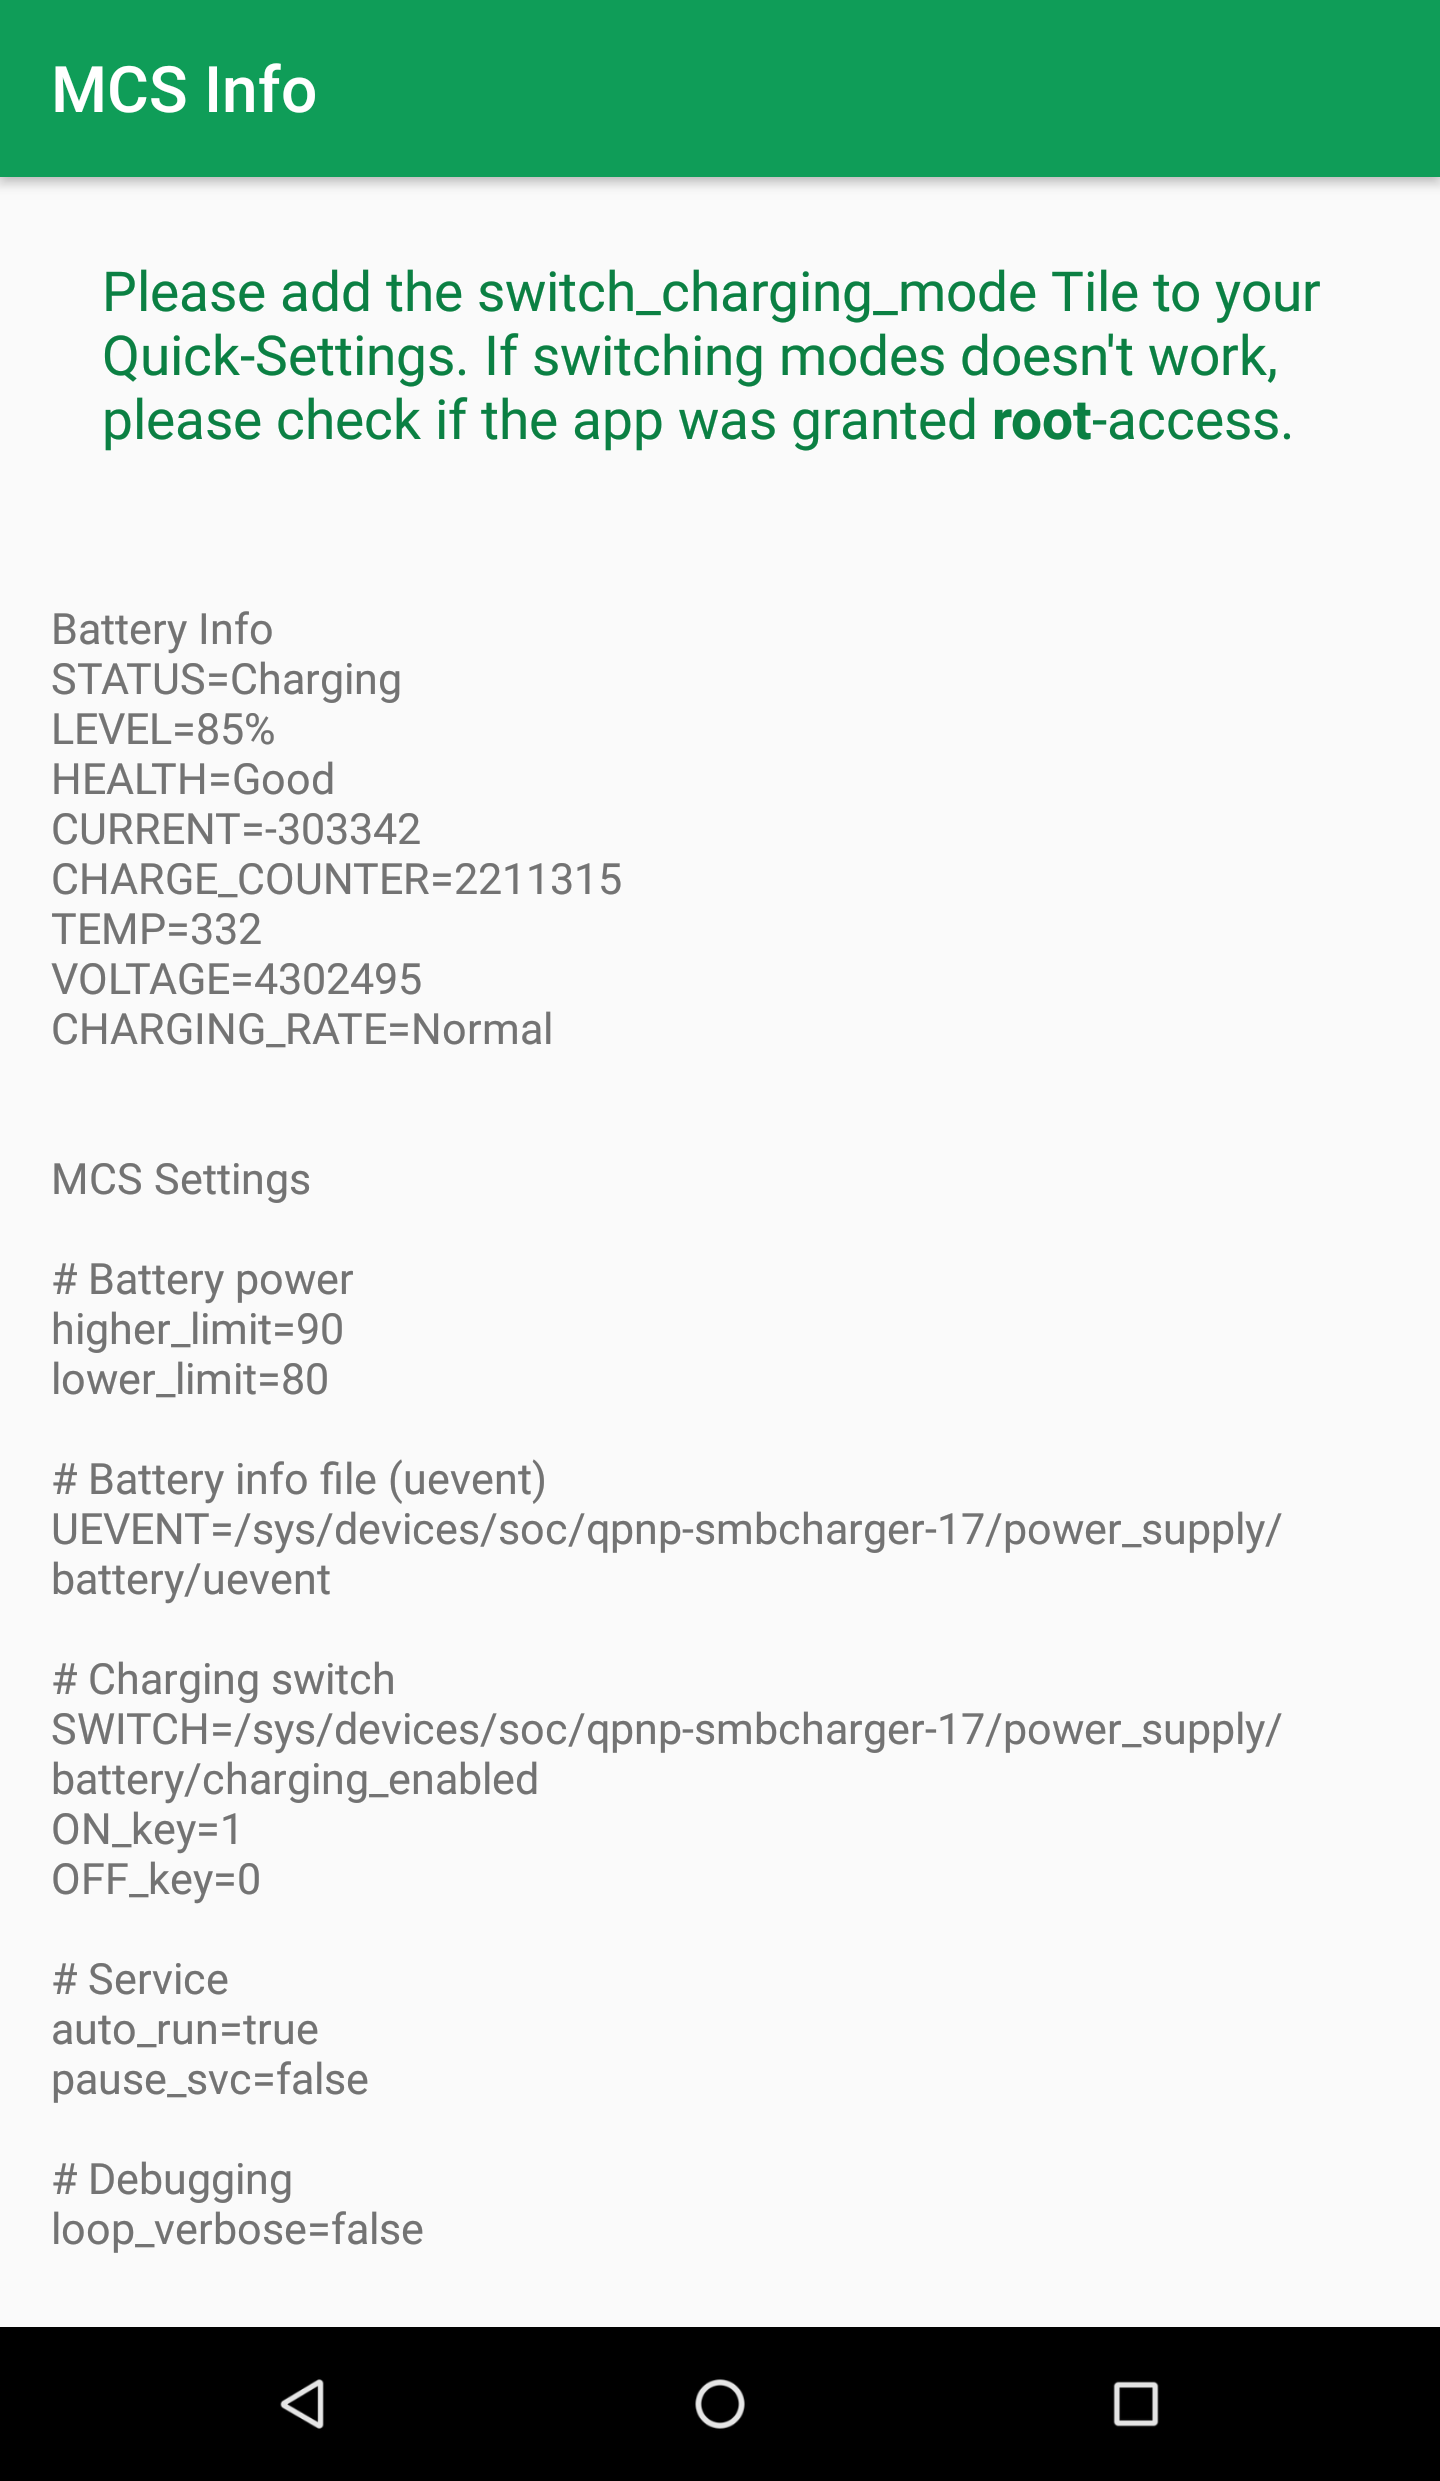 MCS Info
Please add the switch_charging_mode Tile to your
Quick-Settings. If switching modes doesn't work,
please check if the app was granted root-access.
Battery Info
STATUS=Charging
LEVEL=85%
HEALTH=Good
CURRENT=-303342
CHARGE_COUNTER=2211315
TEMP=332
VOLTAGE=4302495
CHARGING_RATE=Normal
MCS Settings
# Battery power
higher_limit=90
lower_limit=80
# Battery info file (uevent)
UEVENT=/sys/devices/soc/qpnp-smbcharger-17/power_supply/
battery/uevent
# Charging switch
SWITCH=/sys/devices/soc/qpnp-smbcharger-17/power_supply/
battery/charging_enabled
ON_key=1
OFF_key=0
# Service
auto_run=true
pause_svc=false
# Debugging
loop_verbose=false